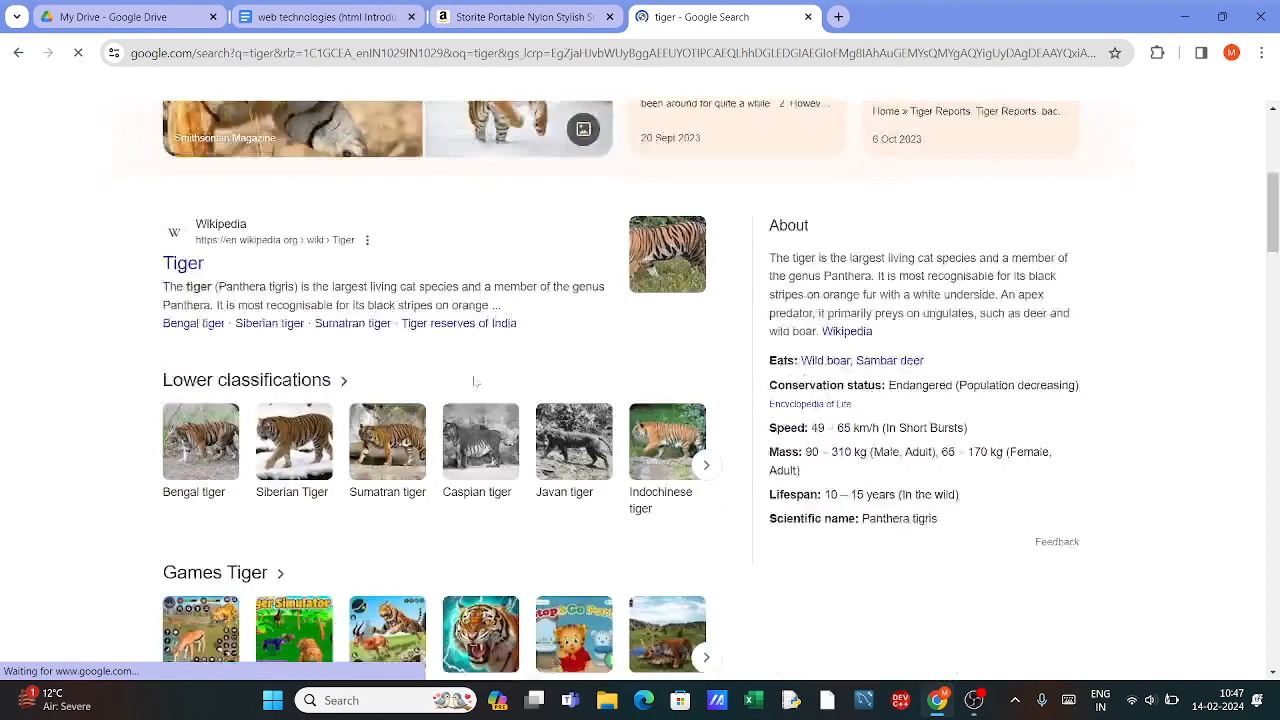 My Drive - Google Drive
web technologies (html Introdu
Storite Portable Nylon Stylish S
tiger - Google Search
Smithsonian Magazine
been around for quite a while   2. However…
20 Sept 2023
Home » Tiger Reports. Tiger Reports. bac…
6 Oct 2023
Wikipedia
https://en.wikipedia.org › wiki › Tiger
Tiger
The tiger (Panthera tigris) is the largest living cat species and a member of the genus
Panthera. It is most recognisable for its black stripes on orange ...
Bengal tiger · Siberian tiger · Sumatran tiger · Tiger reserves of India
About
The tiger is the largest living cat species and a member of
the genus Panthera. It is most recognisable for its black
stripes on orange fur with a white underside. An apex
predator, it primarily preys on ungulates, such as deer and
wild boar. Wikipedia
Eats: Wild boar, Sambar deer
Conservation status: Endangered (Population decreasing)
Encyclopedia of Life
Speed: 49 – 65 km/h (In Short Bursts)
Mass: 90 – 310 kg (Male, Adult), 65 – 170 kg (Female,
Adult)
Lifespan: 10 – 15 years (In the wild)
Scientific name: Panthera tigris
Feedback
Lower classifications
Bengal tiger
Siberian Tiger
Sumatran tiger
Caspian tiger
Javan tiger
Indochinese
tiger
Games Tiger
Waiting for www.google.com...
1
12°C
Air Severe
Search
DEV
C++
ENG
IN
10:47
14-02-2024